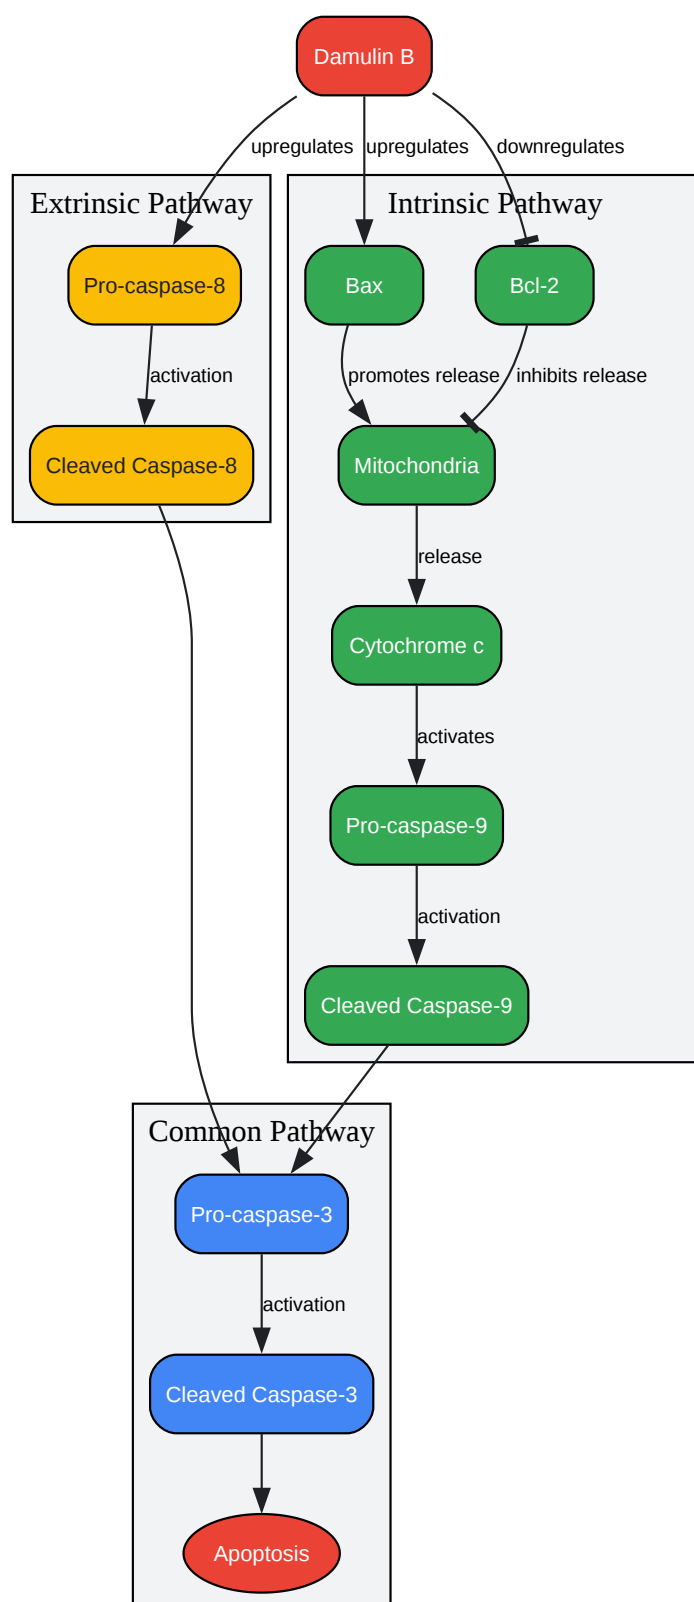 Damulin B
upregulates
upregulates
downregulates
Extrinsic Pathway
Intrinsic Pathway
Pro-caspase-8
Bax
Bcl-2
activation
promotes release
inhibits release
Cleaved Caspase-8
Mitochondria
release
Cytochrome c
activates
Pro-caspase-9
activation
Cleaved Caspase-9
Common Pathway
Pro-caspase-3
activation
Cleaved Caspase-3
Apoptosis